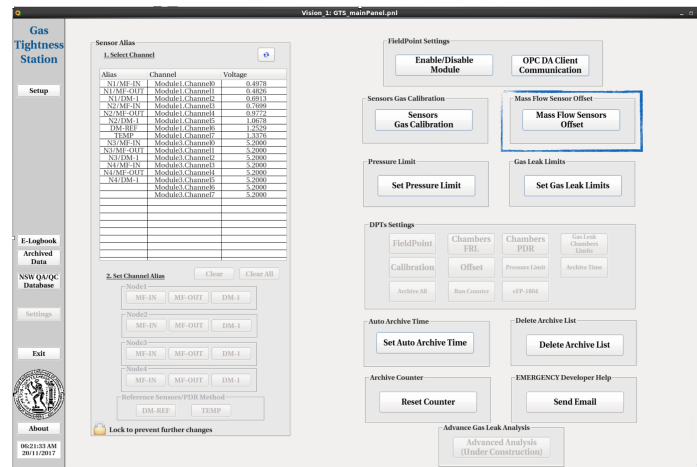 Vision_1: GTS_mainPanel.pnl
Gas
Tightness
Station
Setup
E-Logbook
Archived
Data
NSW QA/QC
Database
Settings
Exit
About
06:21:33 AM
20/11/2017
Sensor Alias
1. Select Channel
Alias Channel Voltage
N1/MF-IN Module1.Channel0 0.4978
N1/MF-OUT Module1.Channel1 0.4826
N1/DM-1 Module1.Channel2 0.6913
N2/MF-IN Module1.Channel3 0.7699
N2/MF-OUT Module1.Channel4 0.9772
N2/DM-1 Module1.Channel5 1.0678
DM-REF Module1.Channel6 1.2529
TEMP Module1.Channel7 1.3376
N3/MF-IN Module3.Channel0 5.2000
N3/MF-OUT Module3.Channel1 5.2000
N3/DM-1 Module3.Channel2 5.2000
N4/MF-IN Module3.Channel3 5.2000
N4/MF-OUT Module3.Channel4 5.2000
N4/DM-1 Module3.Channel5 5.2000
Module3.Channel6 5.2000
Module3.Channel7 5.2000
2. Set Channel Alias Clear Clear All
Node1
MF-IN MF-OUT DM-1
Node2
MF-IN MF-OUT DM-1
Node3
MF-IN MF-OUT DM-1
Node4
MF-IN MF-OUT DM-1
Reference Sensors/PDR Method
DM-REF TEMP
Lock to prevent further changes
FieldPoint Settings
Enable/Disable
Module
OPC DA Client
Communication
Sensors Gas Calibration
Sensors
Gas Calibration
Mass Flow Sensor Offset
Mass Flow Sensors
Offset
Pressure Limit
Set Pressure Limit
Gas Leak Limits
Set Gas Leak Limits
DPTs Settings
FieldPoint
Chambers
FRL
Chambers
PDR
Gas Leak
Chambers
Limits
Calibration Offset Pressure Limit Archive Time
Archive All Run Counter vEP-1804
Auto Archive Time
Set Auto Archive Time
Delete Archive List
Delete Archive List
Archive Counter
Reset Counter
EMERGENCY Developer Help
Send Email
Advance Gas Leak Analysis
Advanced Analysis
(Under Construction)